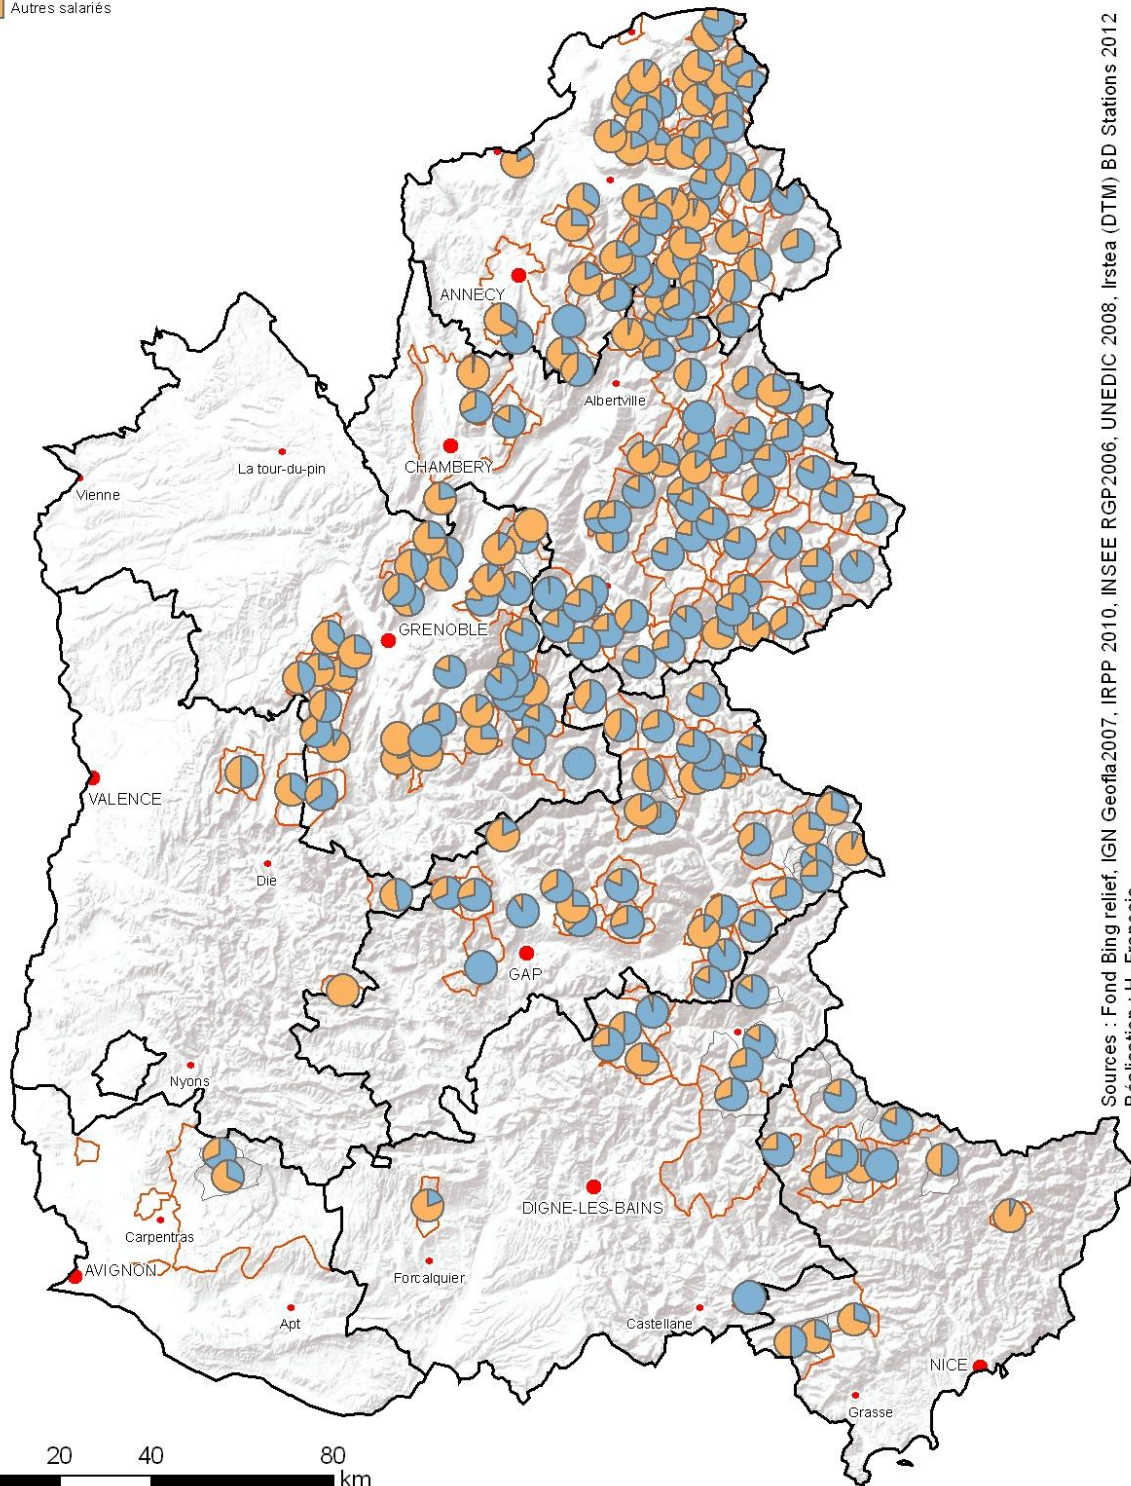 Autres salariés
ANNECY
Albertville
CHAMBERY
La tour-du-pin
Vienne
GRENOBLE
VALENCE
Die
GAP
Nyons
DIGNE-LES-BAINS
Carpentras
AVIGNON
Forcalquier
Apt
Castellane
NICE
Grasse
20 40 80
km
Sources : Fond Bing relief, IGN Geofla2007, IRPP 2010, INSEE RGP2006, UNEDIC 2008, Irstea (DTM) BD Stations 2012
Réalisation : H. François